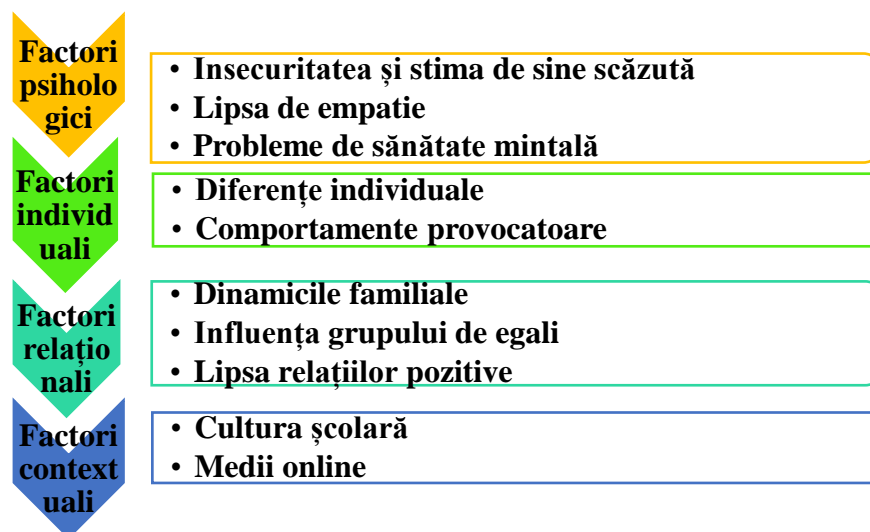 Factori
psiholo
gici
• Insecuritatea și stima de sine scăzută
• Lipsa de empatie
• Probleme de sănătate mintală
Factori
individ
uali
• Diferențe individuale
• Comportamente provocatoare
Factori
relațio
nali
• Dinamicile familiale
• Influența grupului de egali
• Lipsa relațiilor pozitive
Factori
context
uali
• Cultura școlară
• Medii online